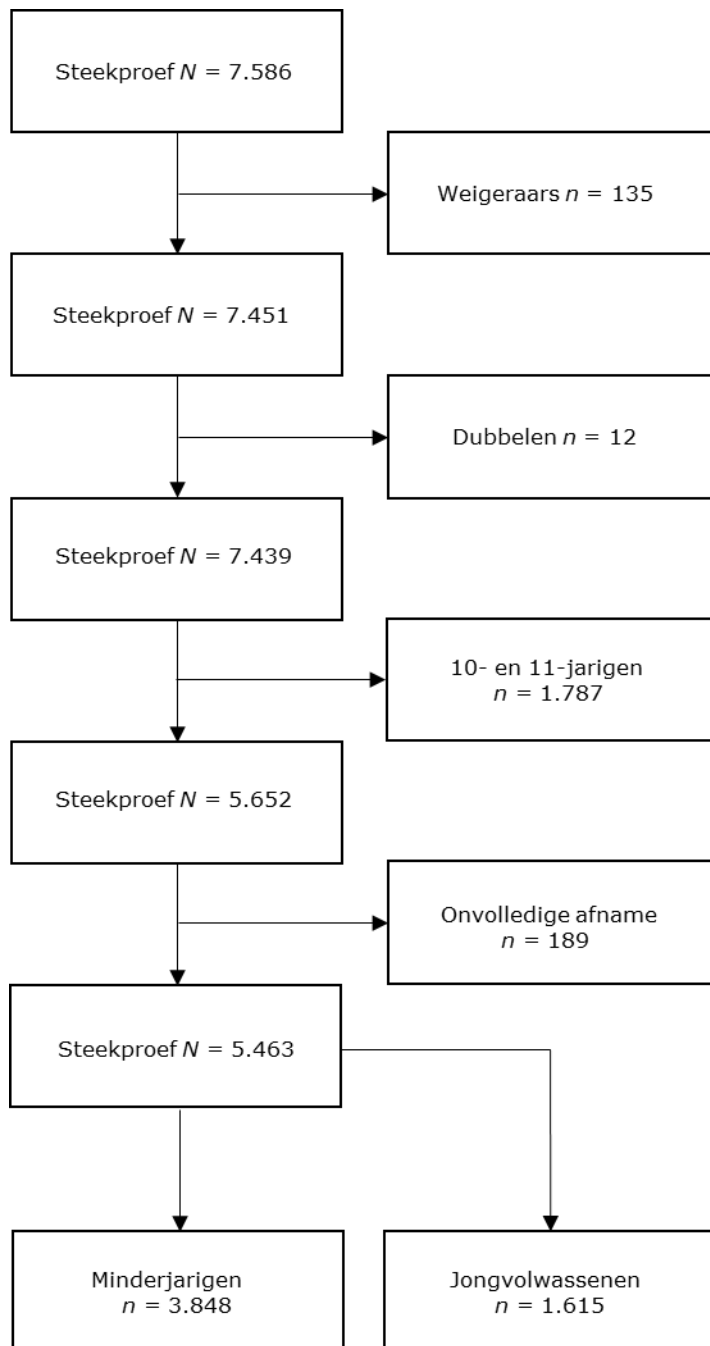 Steekproef N = 7.586
Weigeraars n = 135
Steekproef N = 7.451
Dubbelen n = 12
Steekproef N = 7.439
10- en 11-jarigen
n = 1.787
Steekproef N = 5.652
Onvolledige afname
n = 189
Steekproef N = 5.463
Minderjarigen
n = 3.848
Jongvolwassenen
n = 1.615